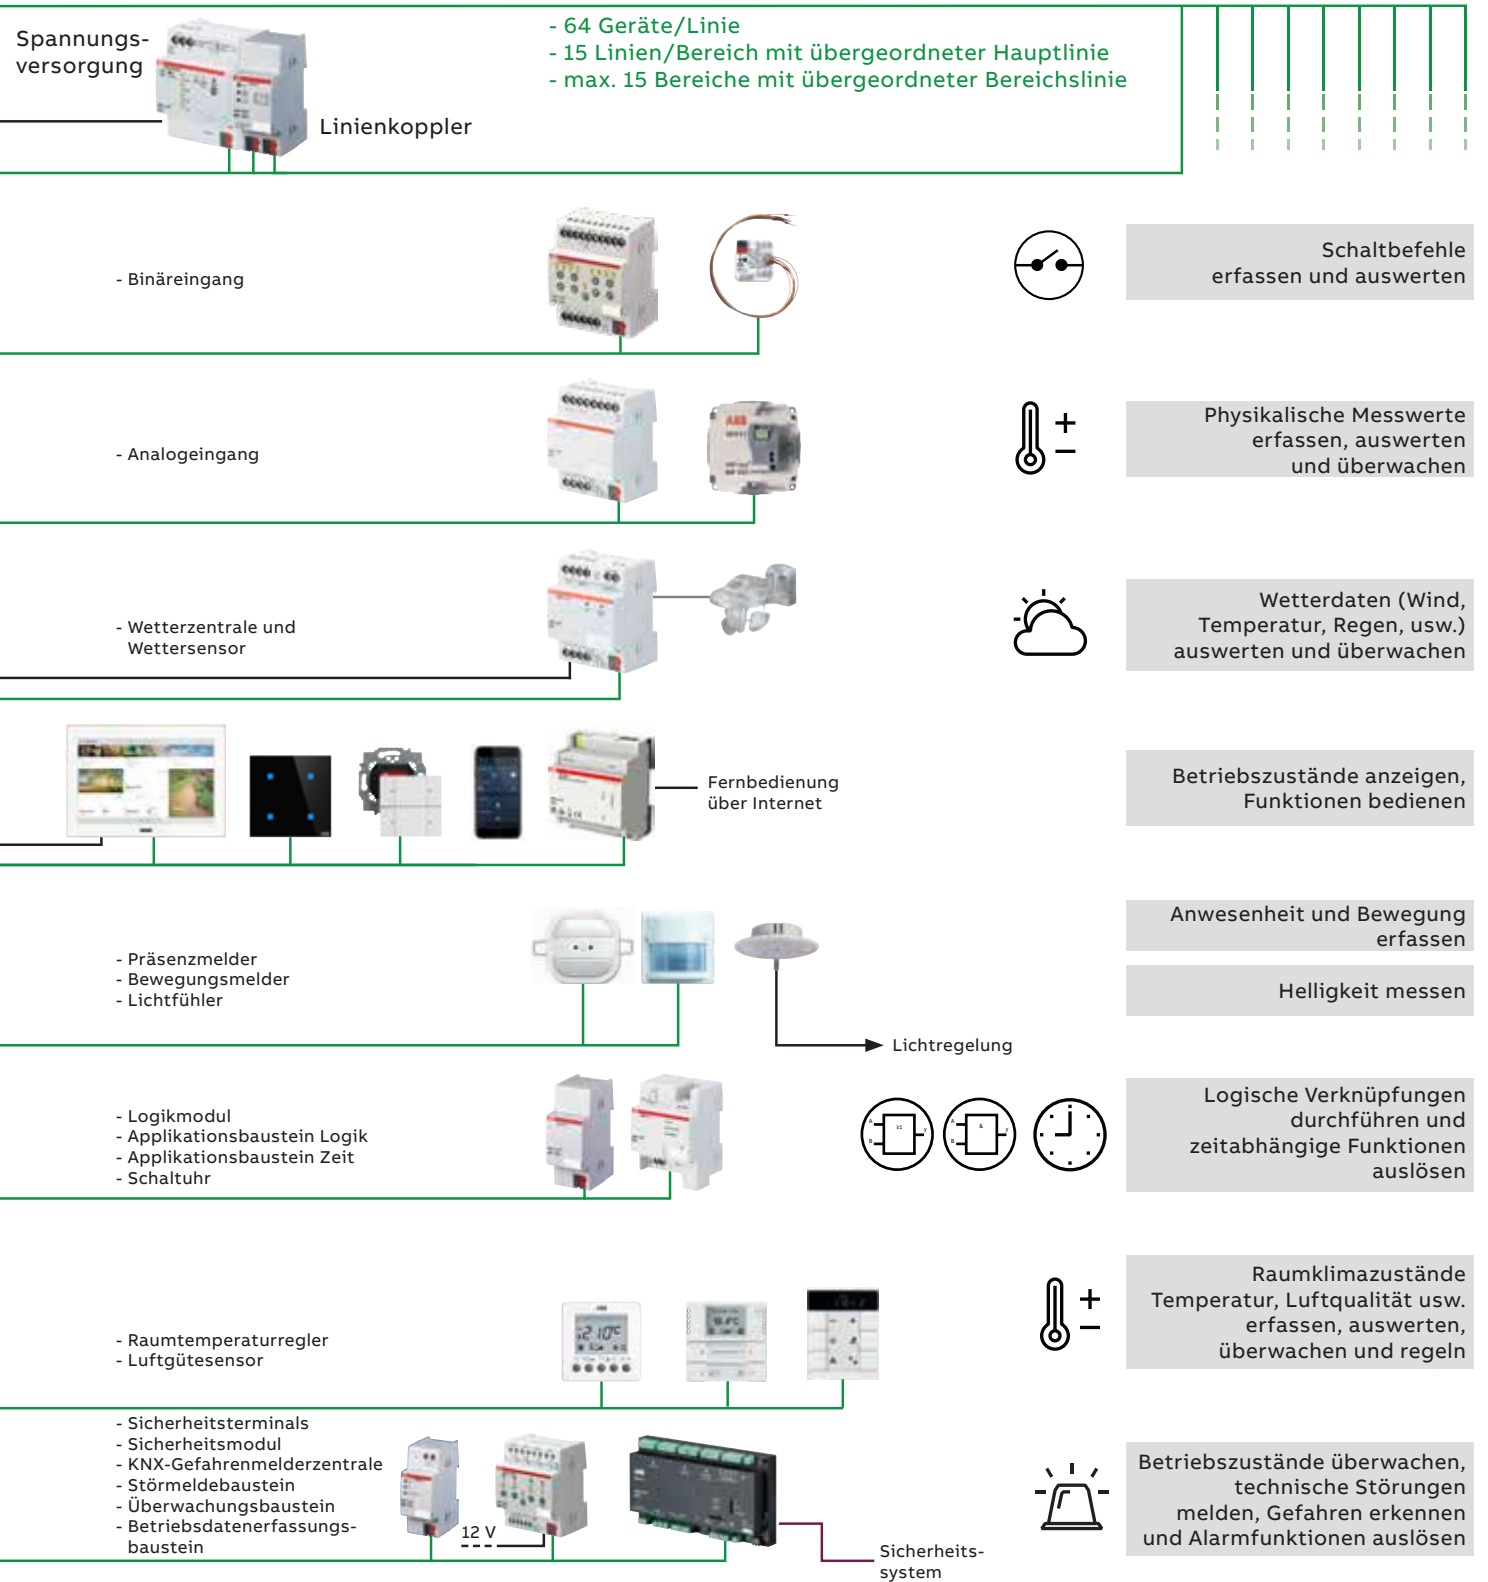 Spannungs-
versorgung
Linienkoppler
- 64 Geräte/Linie
- 15 Linien/Bereich mit übergeordneter Hauptlinie
- max. 15 Bereiche mit übergeordneter Bereichslinie
- Binäreingang
Schaltbefehle
erfassen und auswerten
- Analogeingang
ABB
+
−
Physikalische Messwerte
erfassen, auswerten
und überwachen
- Wetterzentrale und
Wettersensor
Wetterdaten (Wind,
Temperatur, Regen, usw.)
auswerten und überwachen
Fernbedienung
über Internet
Betriebszustände anzeigen,
Funktionen bedienen
- Präsenzmelder
- Bewegungsmelder
- Lichtfühler
Lichtregelung
Anwesenheit und Bewegung
erfassen
Helligkeit messen
- Logikmodul
- Applikationsbaustein Logik
- Applikationsbaustein Zeit
- Schaltuhr
A
B
≥1
y
A
B
&
y
Logische Verknüpfungen
durchführen und
zeitabhängige Funktionen
auslösen
- Raumtemperaturregler
- Luftgütesensor
+
−
Raumklimazustände
Temperatur, Luftqualität usw.
erfassen, auswerten,
überwachen und regeln
- Sicherheitsterminals
- Sicherheitsmodul
- KNX-Gefahrenmelderzentrale
- Störmeldebaustein
- Überwachungsbaustein
- Betriebsdatenerfassungs-
baustein
12 V
Sicherheits-
system
Betriebszustände überwachen,
technische Störungen
melden, Gefahren erkennen
und Alarmfunktionen auslösen